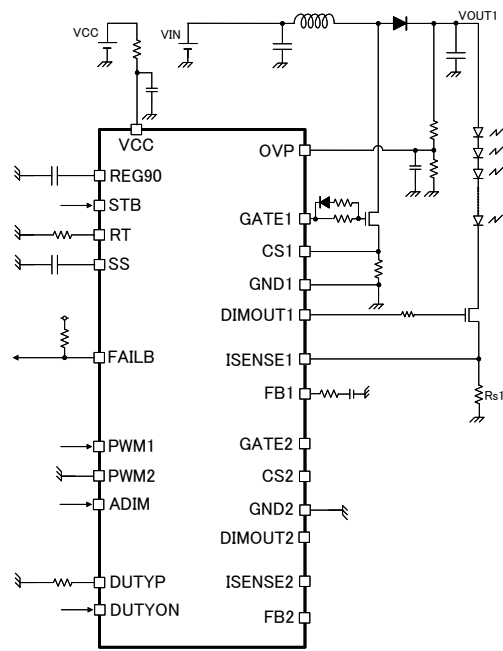 VCC
VIN
VOUT1
VCC
OVP
REG90
STB
GATE1
RT
CS1
SS
GND1
DIMOUT1
FAILB
ISENSE1
FB1
Rs1
PWM1
GATE2
PWM2
CS2
ADIM
GND2
DIMOUT2
DUTYP
ISENSE2
DUTYON
FB2